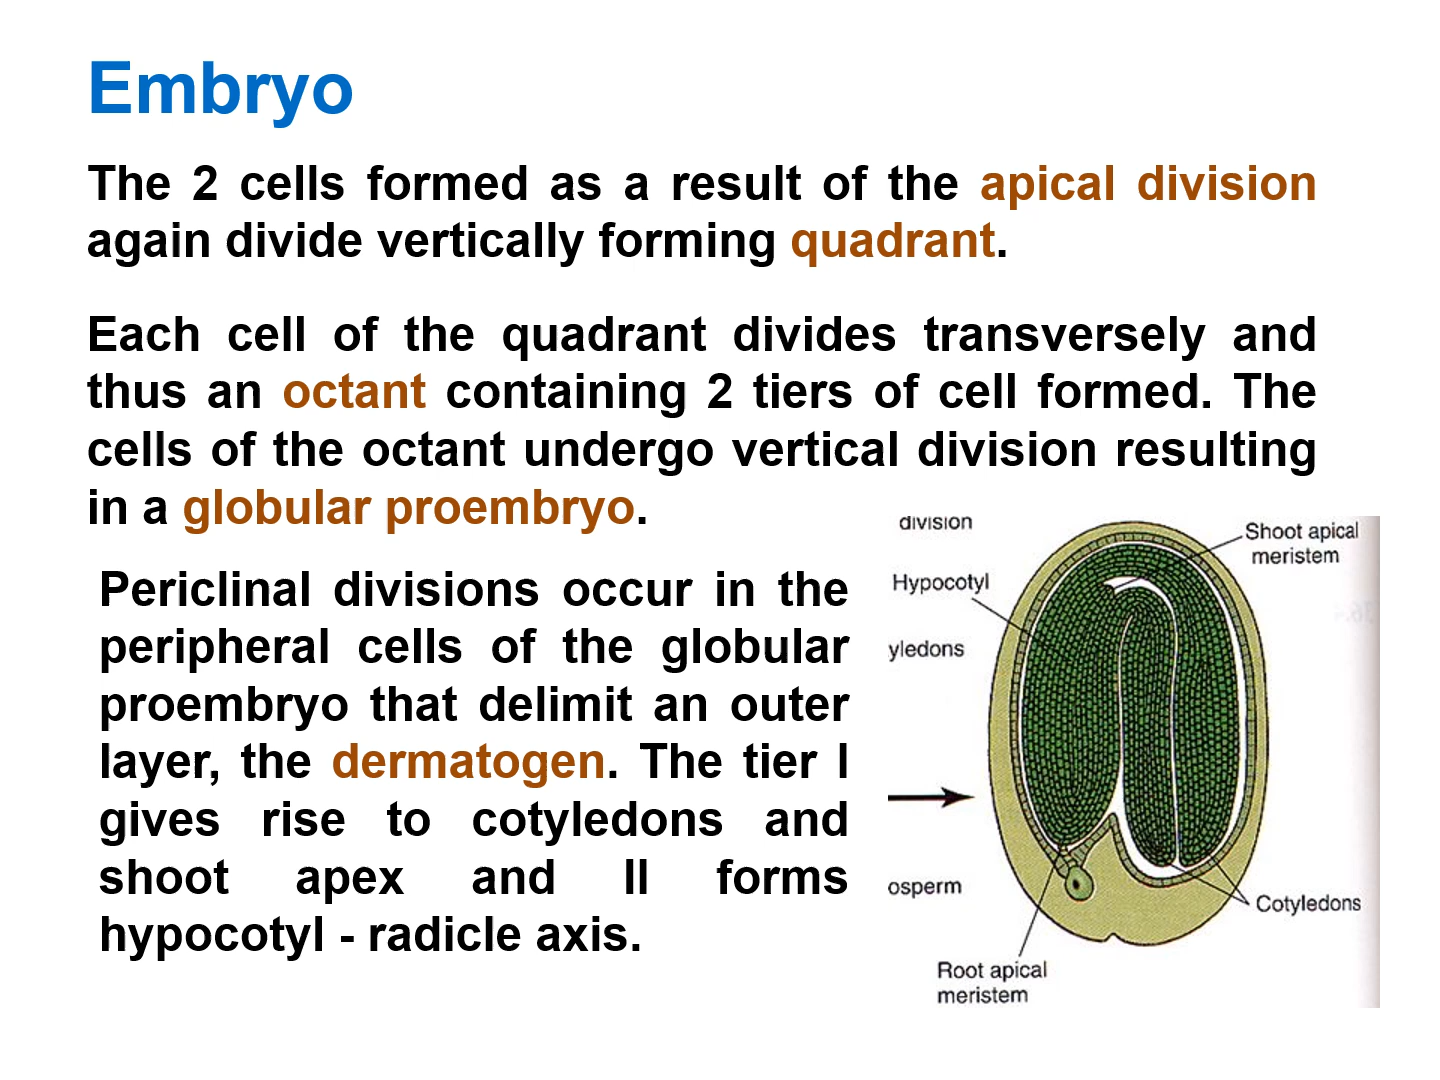 Embryo
The 2 cells formed as a result of the apical division
again divide vertically forming quadrant.
Each cell of the quadrant divides transversely and
thus an octant containing 2 tiers of cell formed. The
cells of the octant undergo vertical division resulting
in a globular proembryo.
Periclinal divisions occur in the
peripheral cells of the globular
proembryo that delimit an outer
layer, the dermatogen. The tier I
gives rise to cotyledons and
shoot apex and II forms
hypocotyl - radicle axis.
division
Shoot apical
meristem
Hypocotyl
yledons
osperm
Cotyledons
Root apical
meristem